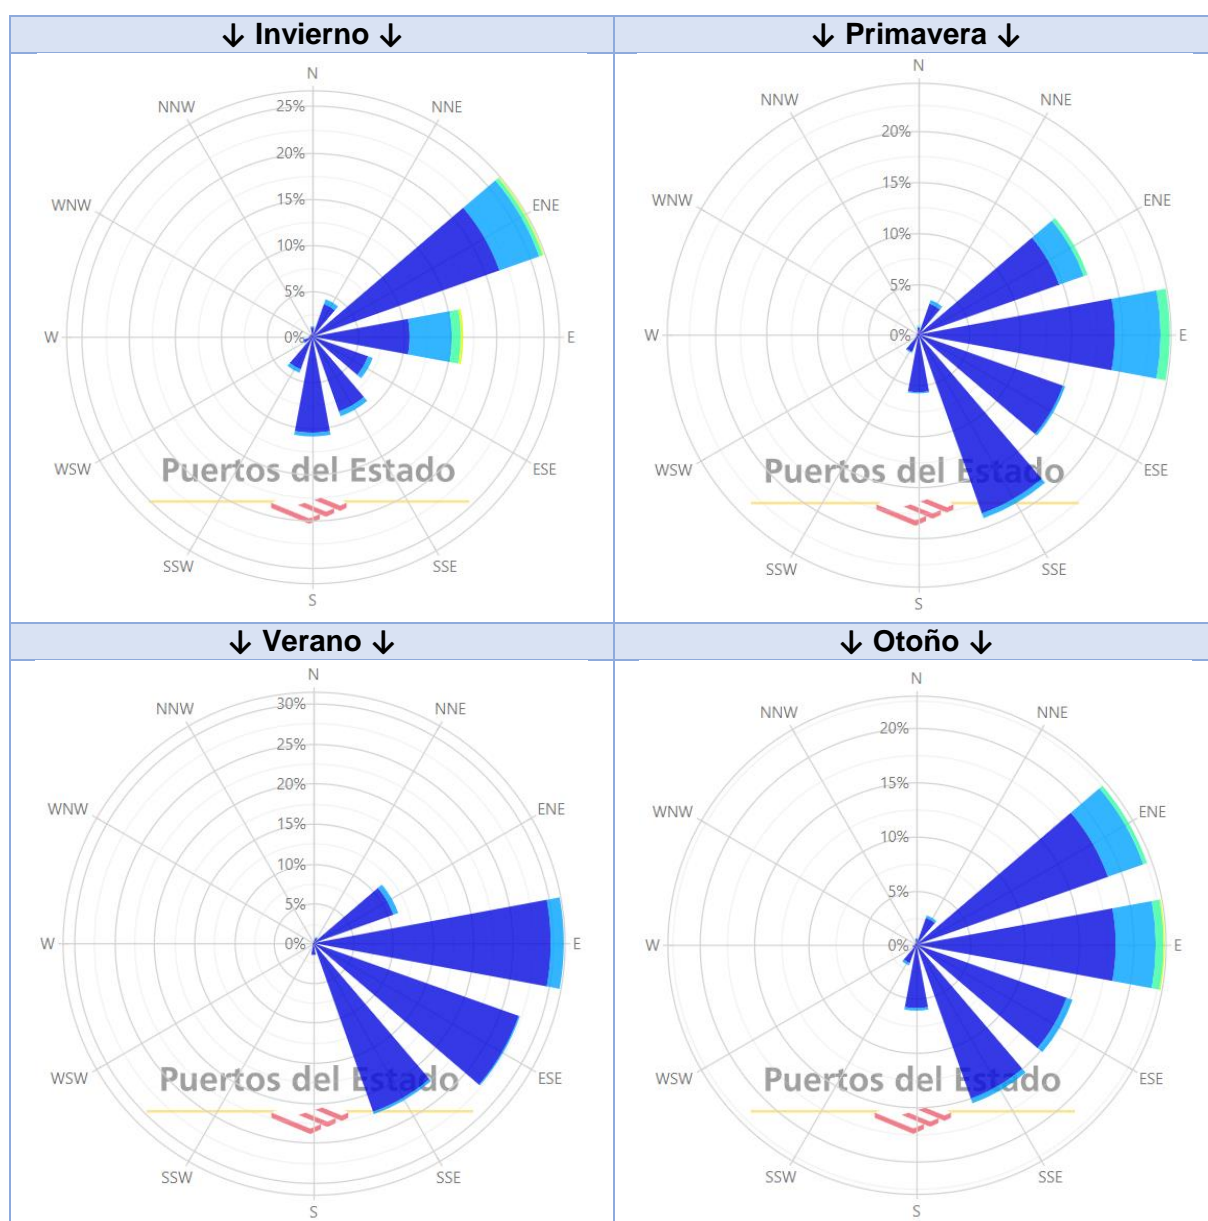 ↓ Invierno ↓
N
NNW
NNE
25%
20%
WNW
ENE
15%
10%
5%
W
0%
E
WSW
Puertos del Estado
ESE
SSW
SSE
S
↓ Primavera ↓
N
NNW
NNE
20%
WNW
15%
ENE
10%
5%
W
0%
E
WSW
Puertos del Estado
ESE
SSW
SSE
S
↓ Verano ↓
N
30%
NNW
NNE
25%
20%
WNW
ENE
15%
10%
5%
W
0%
E
WSW
Puertos del Estado
ESE
SSW
SSE
S
↓ Otoño ↓
N
NNW
NNE
20%
15%
WNW
ENE
10%
5%
W
0%
E
WSW
Puertos del Estado
ESE
SSW
SSE
S